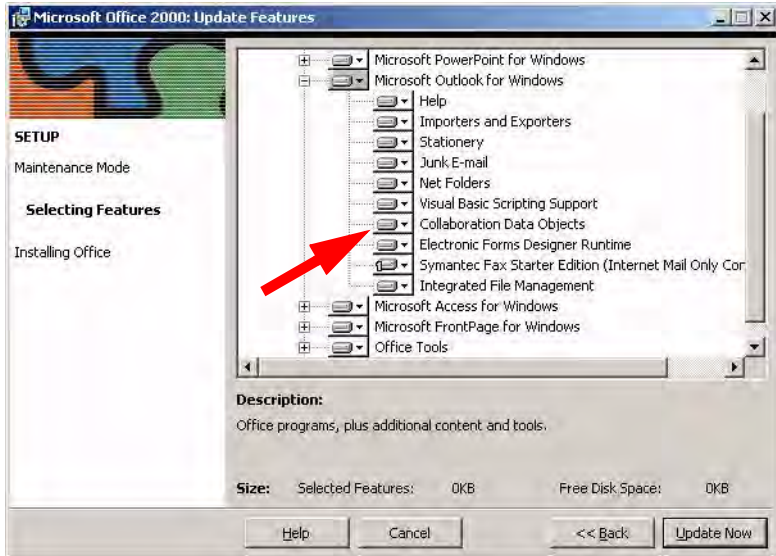 Microsoft Office 2000: Update Features
SETUP
Maintenance Mode
Selecting Features
Installing Office
Microsoft PowerPoint for Windows
Microsoft Outlook for Windows
Help
Importers and Exporters
Stationery
Junk E-mail
Net Folders
Visual Basic Scripting Support
Collaboration Data Objects
Electronic Forms Designer Runtime
1
Symantec Fax Starter Edition (Internet Mail Only Cor
Integrated File Management
Microsoft Access for Windows
Microsoft FrontPage for Windows
Office Tools
Description:
Office programs, plus additional content and tools.
Size: Selected Features: 0KB Free Disk Space: 0KB
Help Cancel << Back Update Now